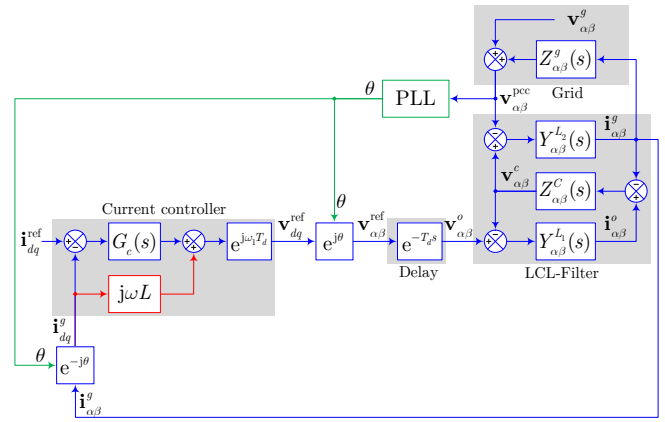 𝐯^g_{αβ}
Z^g_{αβ}(s)
Grid
θ
PLL
𝐯^{pcc}_{αβ}
Y^{L_2}_{αβ}(s)
𝐢^g_{αβ}
𝐯^c_{αβ}
Z^C_{αβ}(s)
θ
Current controller
𝐢^{ref}_{dq}
G_c(s)
e^{jω_1T_d}
𝐯^{ref}_{dq}
e^{jθ}
𝐯^{ref}_{αβ}
e^{−T_d s}
𝐯^o_{αβ}
Y^{L_1}_{αβ}(s)
𝐢^o_{αβ}
Delay
LCL-Filter
jωL
𝐢^g_{dq}
θ
e^{−jθ}
𝐢^g_{αβ}